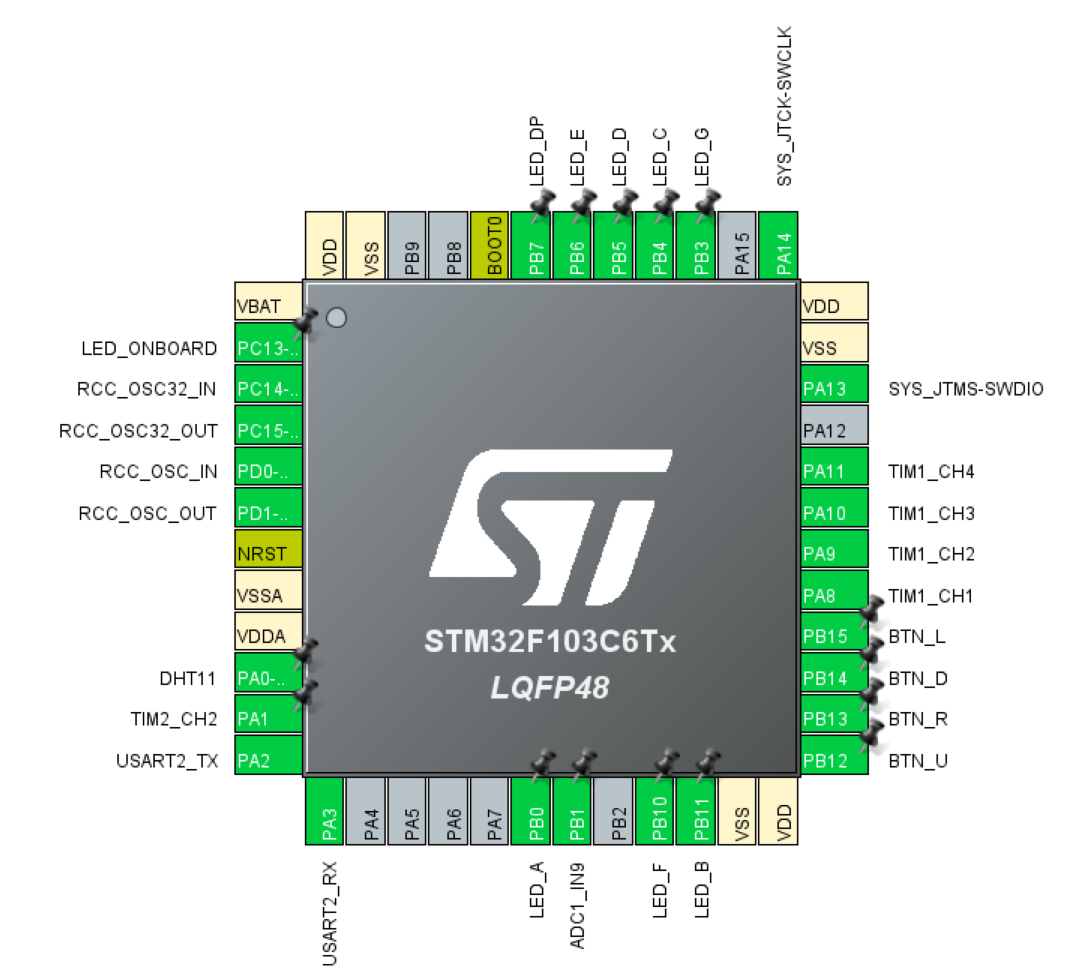 SYS_JTCK-SWCLK
LED_DP
LED_E
LED_D
LED_C
LED_G
VDD
VSS
PB9
PB8
BOOT0
PB7
PB6
PB5
PB4
PB3
PA15
PA14
VBAT
LED_ONBOARD PC13-..
RCC_OSC32_IN PC14-..
RCC_OSC32_OUT PC15-..
RCC_OSC_IN PD0-..
RCC_OSC_OUT PD1-..
NRST
VSSA
VDDA
DHT11 PA0-..
TIM2_CH2 PA1
USART2_TX PA2
ST
STM32F103C6Tx
LQFP48
VDD
VSS
PA13 SYS_JTMS-SWDIO
PA12
PA11 TIM1_CH4
PA10 TIM1_CH3
PA9 TIM1_CH2
PA8 TIM1_CH1
PB15 BTN_L
PB14 BTN_D
PB13 BTN_R
PB12 BTN_U
PA3
PA4
PA5
PA6
PA7
PB0
PB1
PB2
PB10
PB11
VSS
VDD
USART2_RX
LED_A
ADC1_IN9
LED_F
LED_B